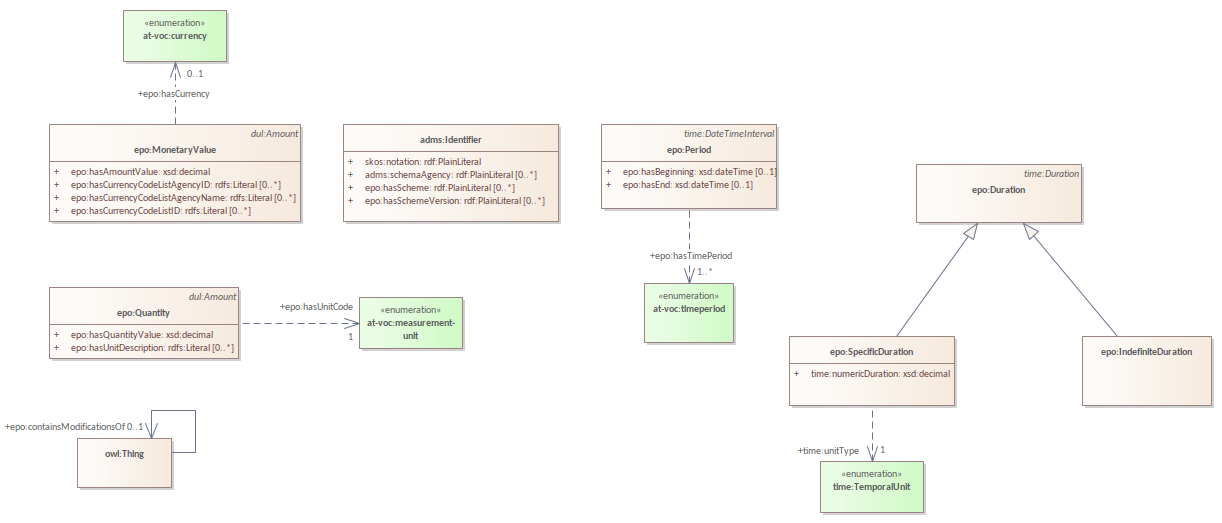 «enumeration»
at-voc:currency
0..1
+epo:hasCurrency
dul:Amount
epo:MonetaryValue
+ epo:hasAmountValue: xsd:decimal
+ epo:hasCurrencyCodeListAgencyID: rdfs:Literal [0..*]
+ epo:hasCurrencyCodeListAgencyName: rdfs:Literal [0..*]
+ epo:hasCurrencyCodeListID: rdfs:Literal [0..*]
adms:Identifier
+ skos:notation: rdf:PlainLiteral
+ adms:schemaAgency: rdf:PlainLiteral [0..*]
+ epo:hasScheme: rdf:PlainLiteral [0..*]
+ epo:hasSchemeVersion: rdf:PlainLiteral [0..*]
time:DateTimeInterval
epo:Period
+ epo:hasBeginning: xsd:dateTime [0..1]
+ epo:hasEnd: xsd:dateTime [0..1]
+epo:hasTimePeriod
1..*
«enumeration»
at-voc:timeperiod
time:Duration
epo:Duration
dul:Amount
epo:Quantity
+ epo:hasQuantityValue: xsd:decimal
+ epo:hasUnitDescription: rdfs:Literal [0..*]
+epo:hasUnitCode
1
«enumeration»
at-voc:measurement-
unit
epo:SpecificDuration
+ time:numericDuration: xsd:decimal
epo:IndefiniteDuration
+epo:containsModificationsOf 0..1
owl:Thing
+time:unitType
1
«enumeration»
time:TemporalUnit